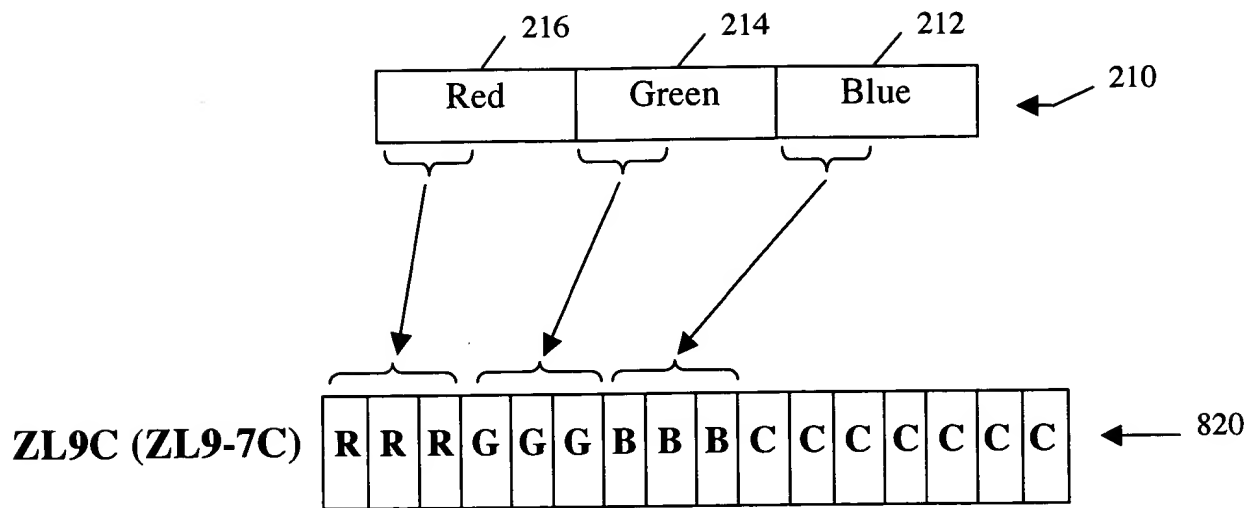 216 214 212
Red Green Blue 210
ZL9C (ZL9-7C) R R R G G G B B B C C C C C C C 820